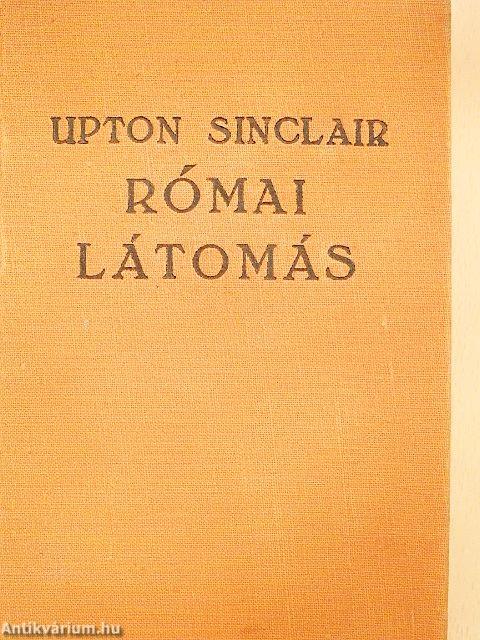 UPTON SINCLAIR
RÓMAI
LÁTOMÁS
Antikvárium.hu